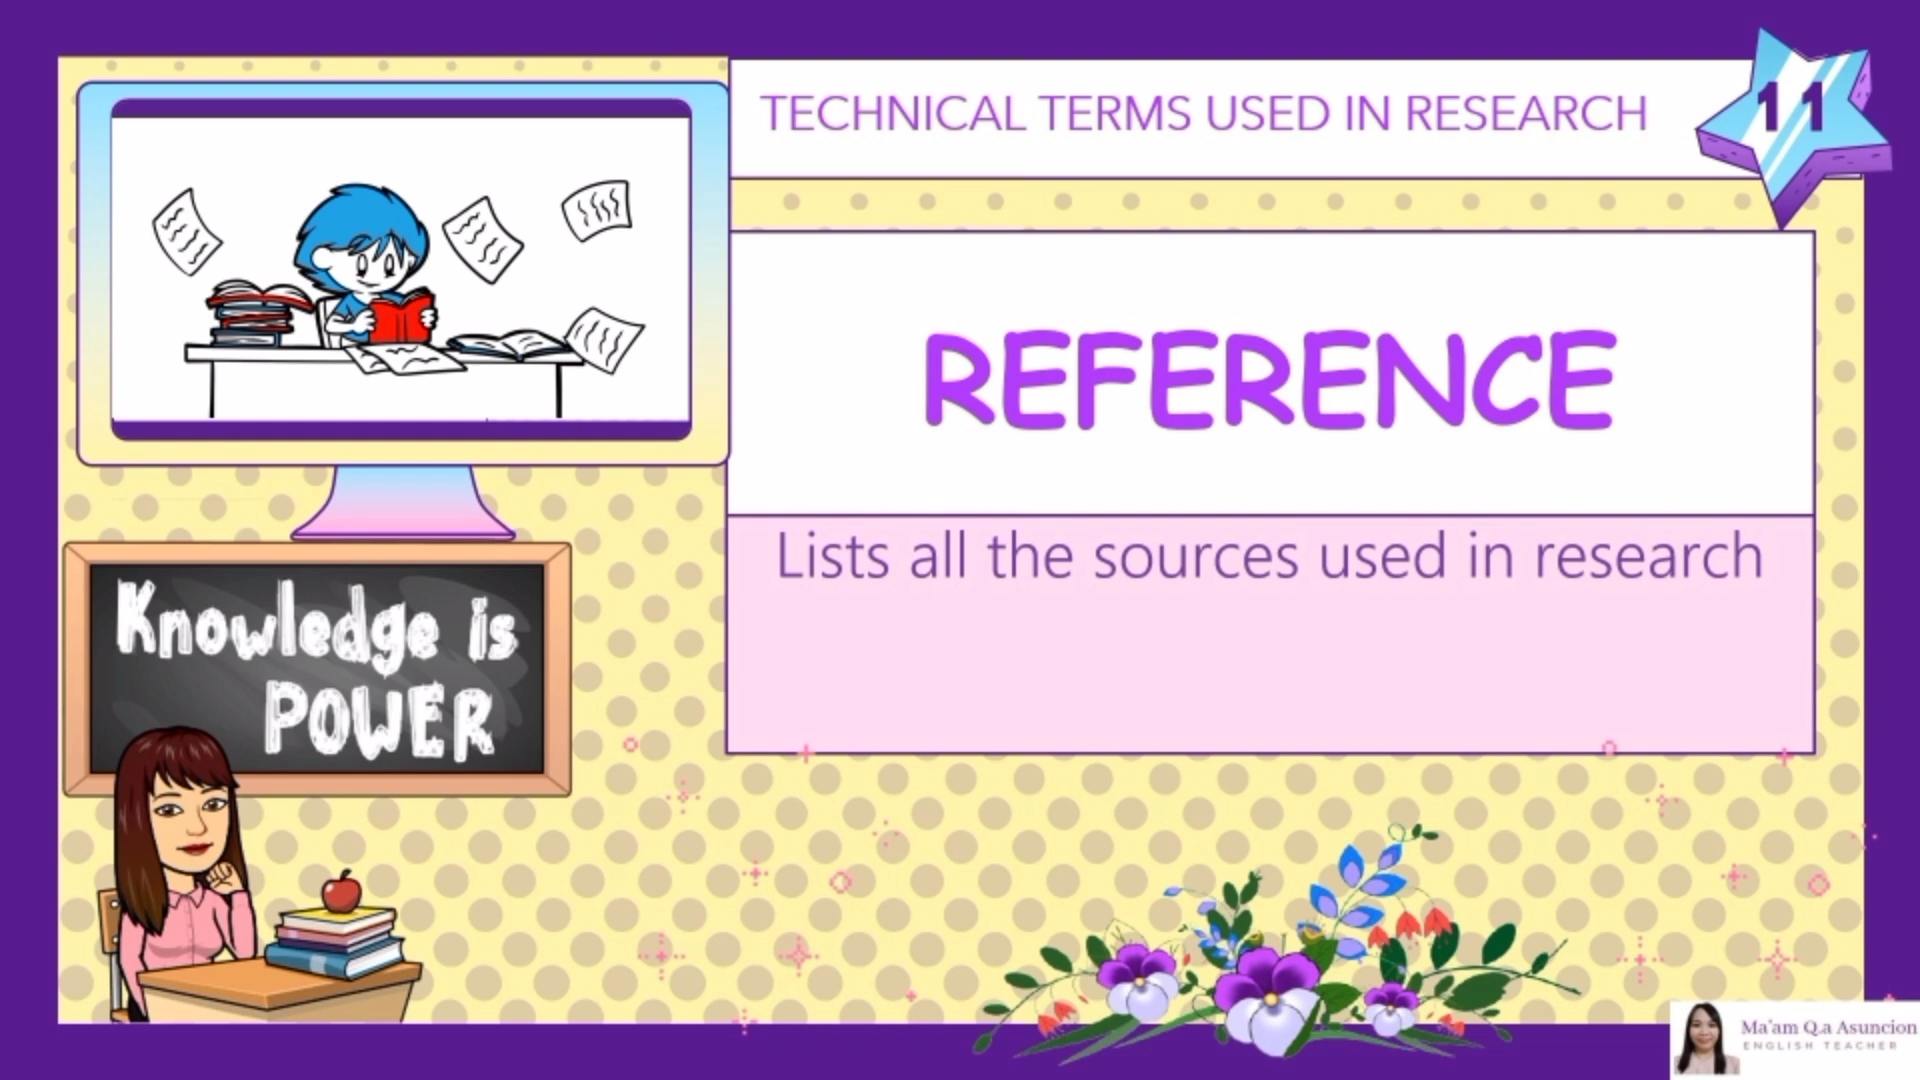 TECHNICAL TERMS USED IN RESEARCH
11
REFERENCE
Lists all the sources used in research
Knowledge is
POWER
Ma'am Q.a Asuncion
ENGLISH TEACHER